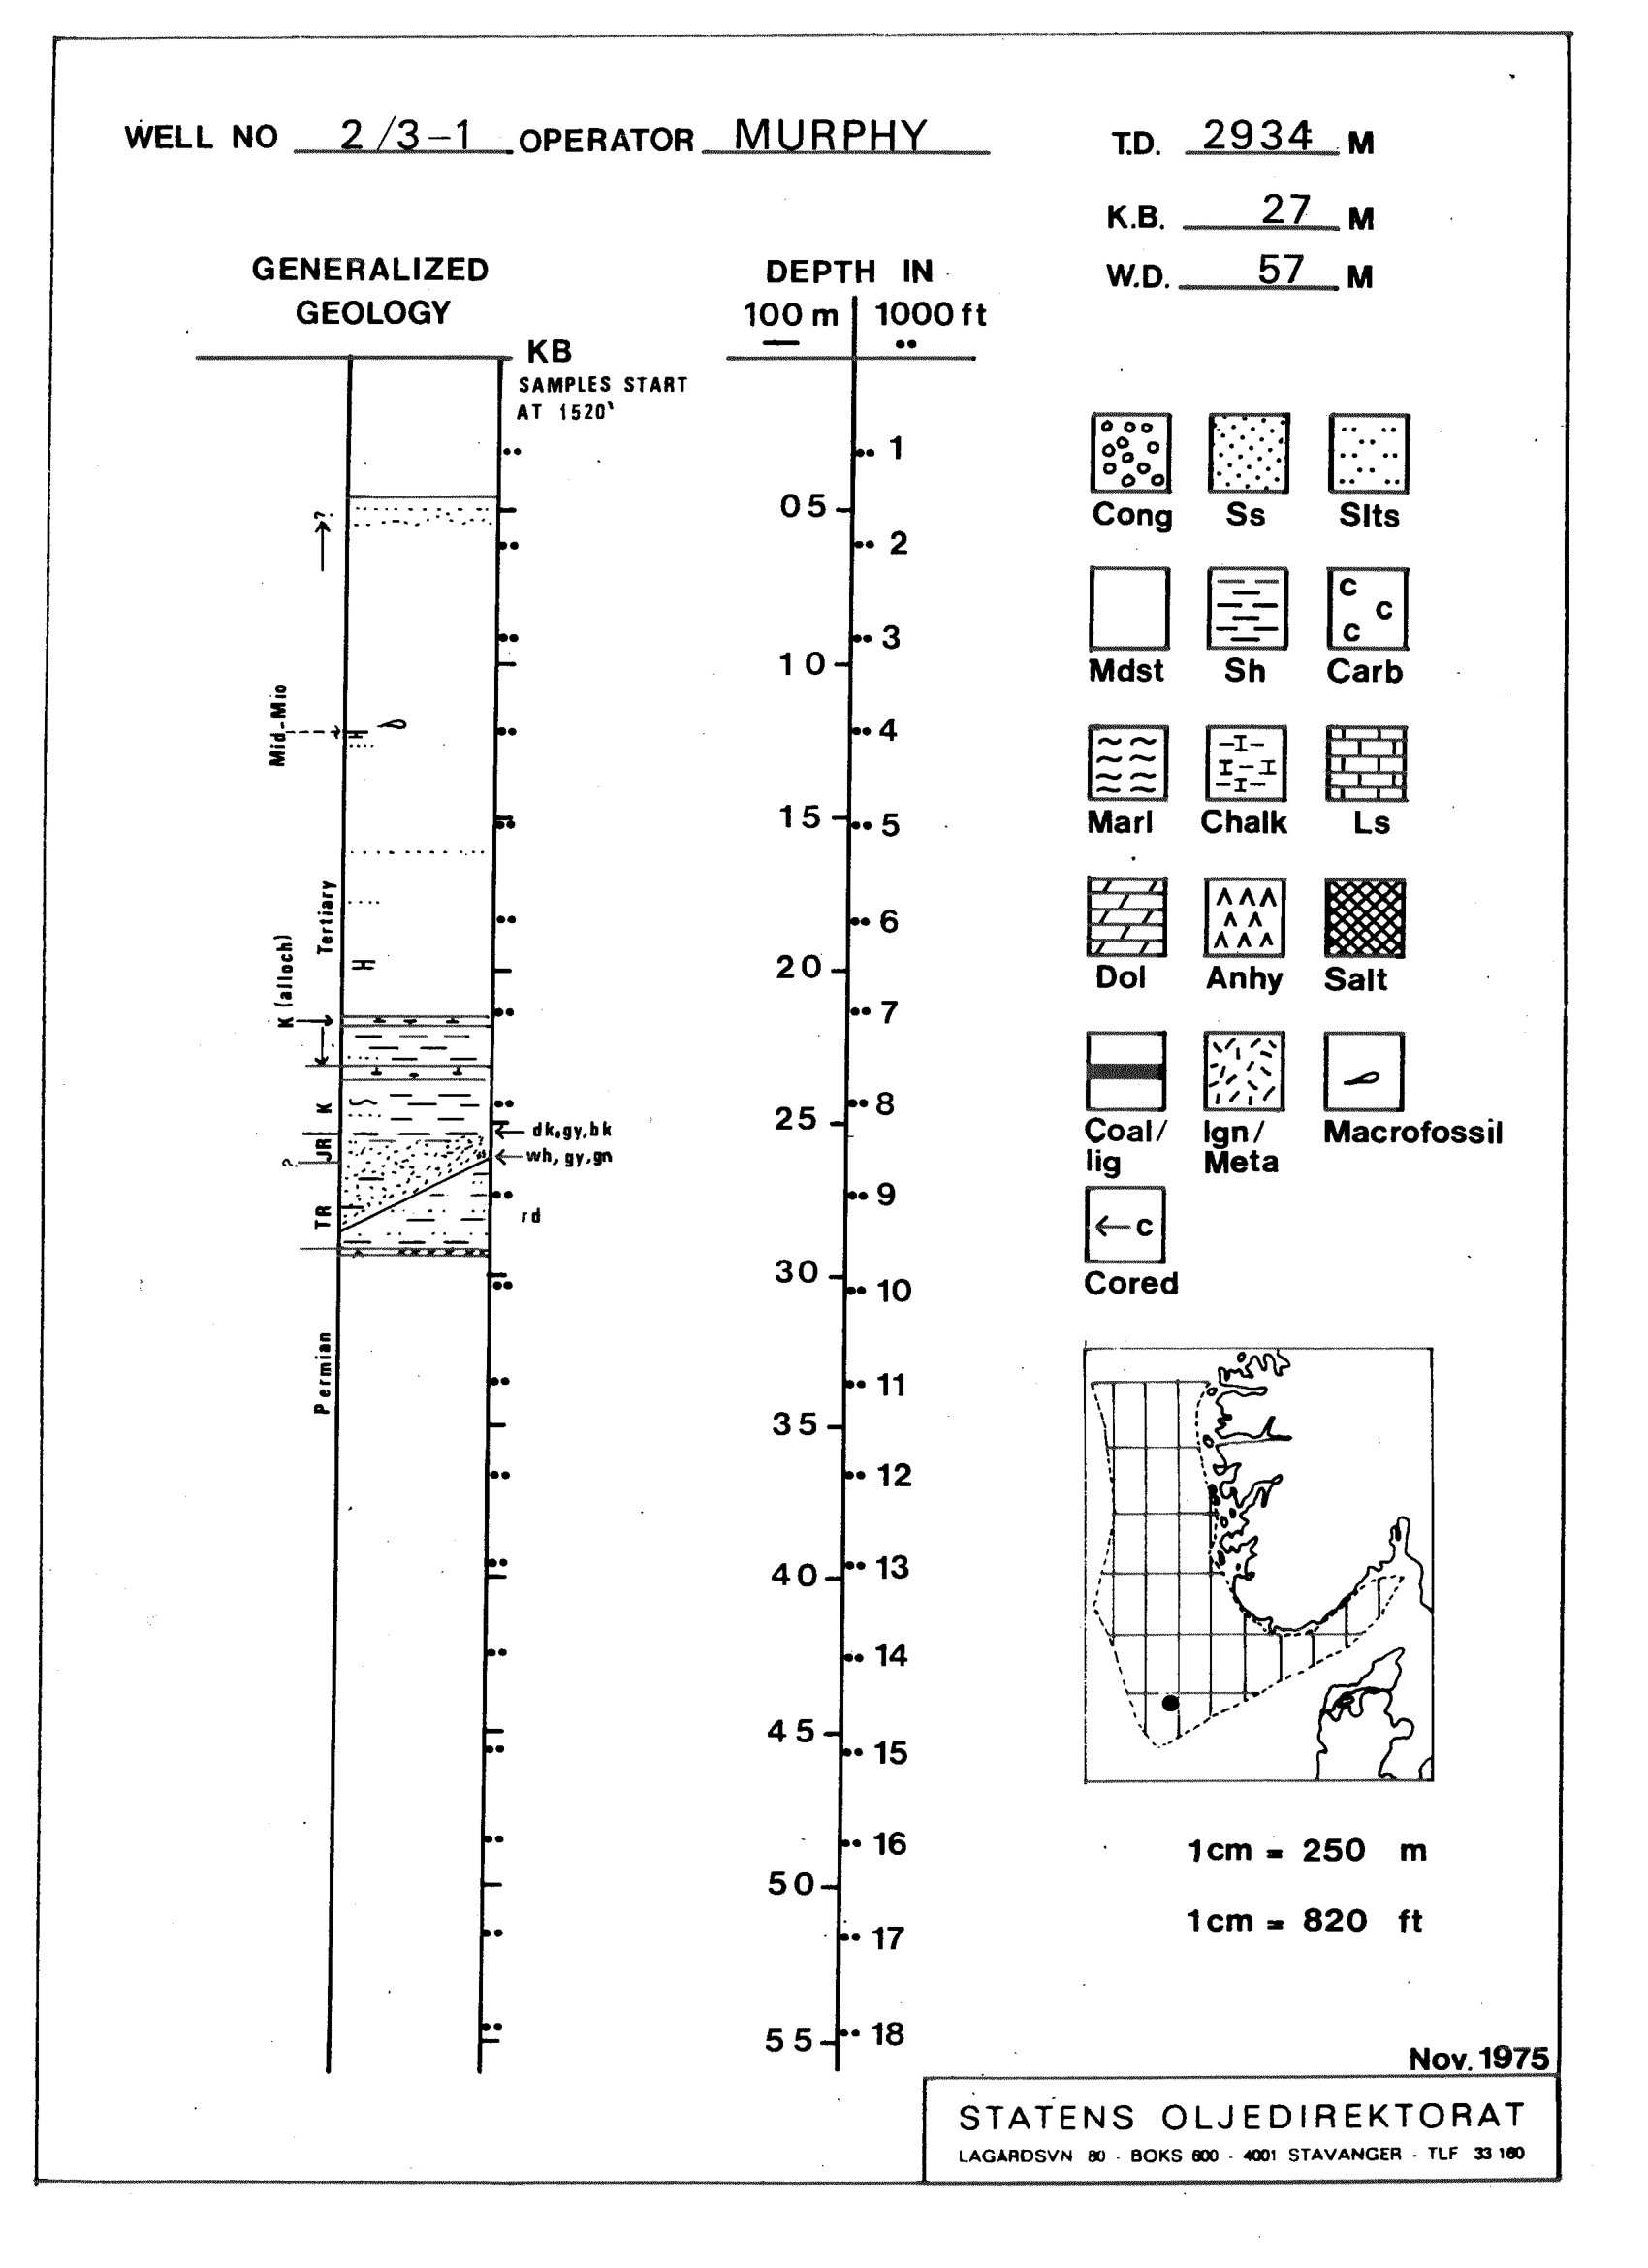 WELL NO 2/3-1 OPERATOR MURPHY
T.D. 2934 M
K.B. 27 M
W.D. 57 M
GENERALIZED
GEOLOGY
DEPTH IN
100 m 1000 ft
KB
SAMPLES START
AT 1520'
?
Mid-Mio
Tertiary
K (alloch)
K
JR
?
TR
Permian
dk,gy,bk
wh, gy,gn
rd
1
05
2
3
10
4
15
5
6
20
7
8
25
9
30
10
11
35
12
13
40
14
45
15
16
50
17
18
55
Cong Ss Slts
C
C
C
Mdst Sh Carb
Marl Chalk Ls
Dol Anhy Salt
Coal/
lig
Ign/
Meta
Macrofossil
←C
Cored
1cm = 250 m
1cm = 820 ft
Nov. 1975
STATENS OLJEDIREKTORAT
LAGÅRDSVN 80 - BOKS 600 - 4001 STAVANGER - TLF 33 160